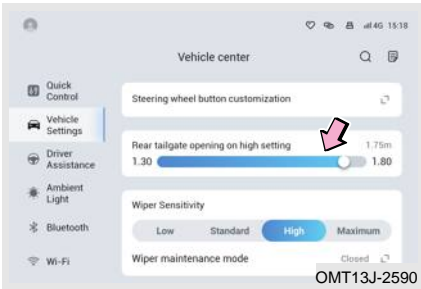 4G 15:18
Vehicle center
Quick
Control
Steering wheel button customization
Vehicle
Settings
Rear tailgate opening on high setting 1.75m
1.30 1.80
Driver
Assistance
Ambient
Light
Wiper Sensitivity
Bluetooth
Low Standard High Maximum
Wi-Fi
Wiper maintenance mode Closed
OMT13J-2590